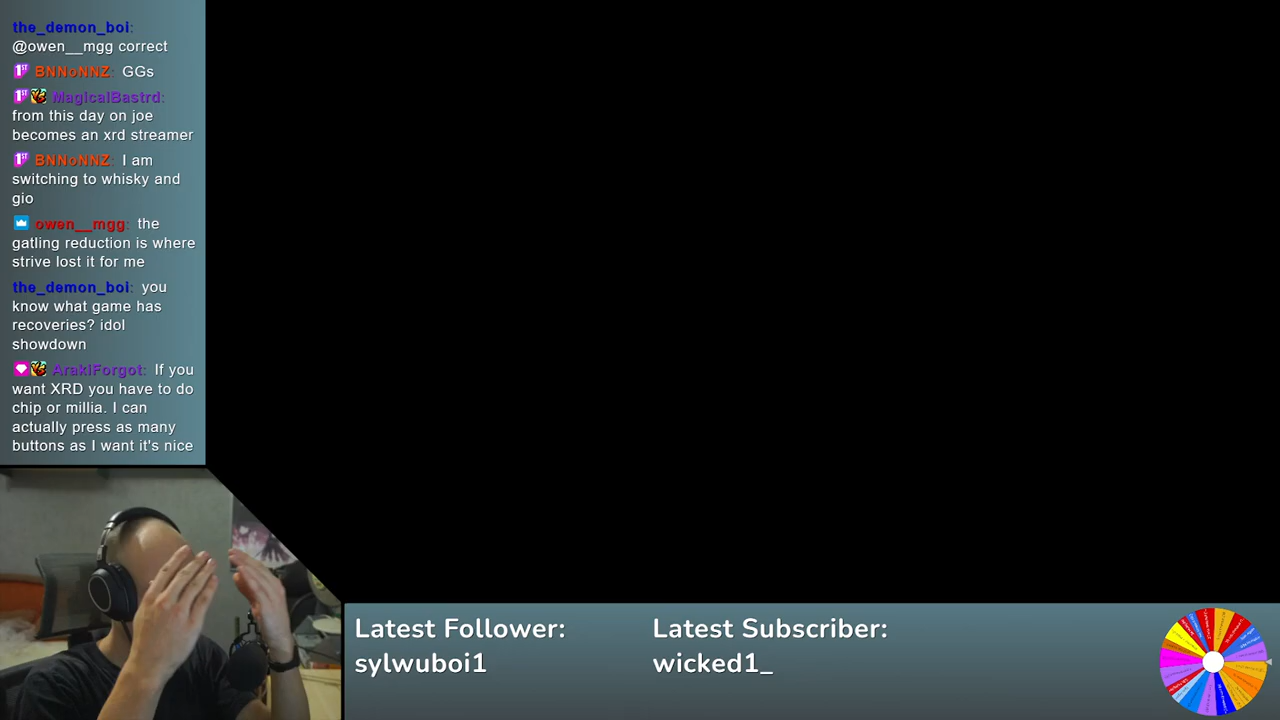 the_demon_boi:
@owen__mgg correct
BNNoNNZ: GGs
MagicalBastrd:
from this day on joe
becomes an xrd streamer
BNNoNNZ: I am
switching to whisky and
gio
owen__mgg: the
gatling reduction is where
strive lost it for me
the_demon_boi: you
know what game has
recoveries? idol
showdown
ArakiForgot: If you
want XRD you have to do
chip or millia. I can
actually press as many
buttons as I want it's nice
Latest Follower:
sylwuboi1
Latest Subscriber:
wicked1_